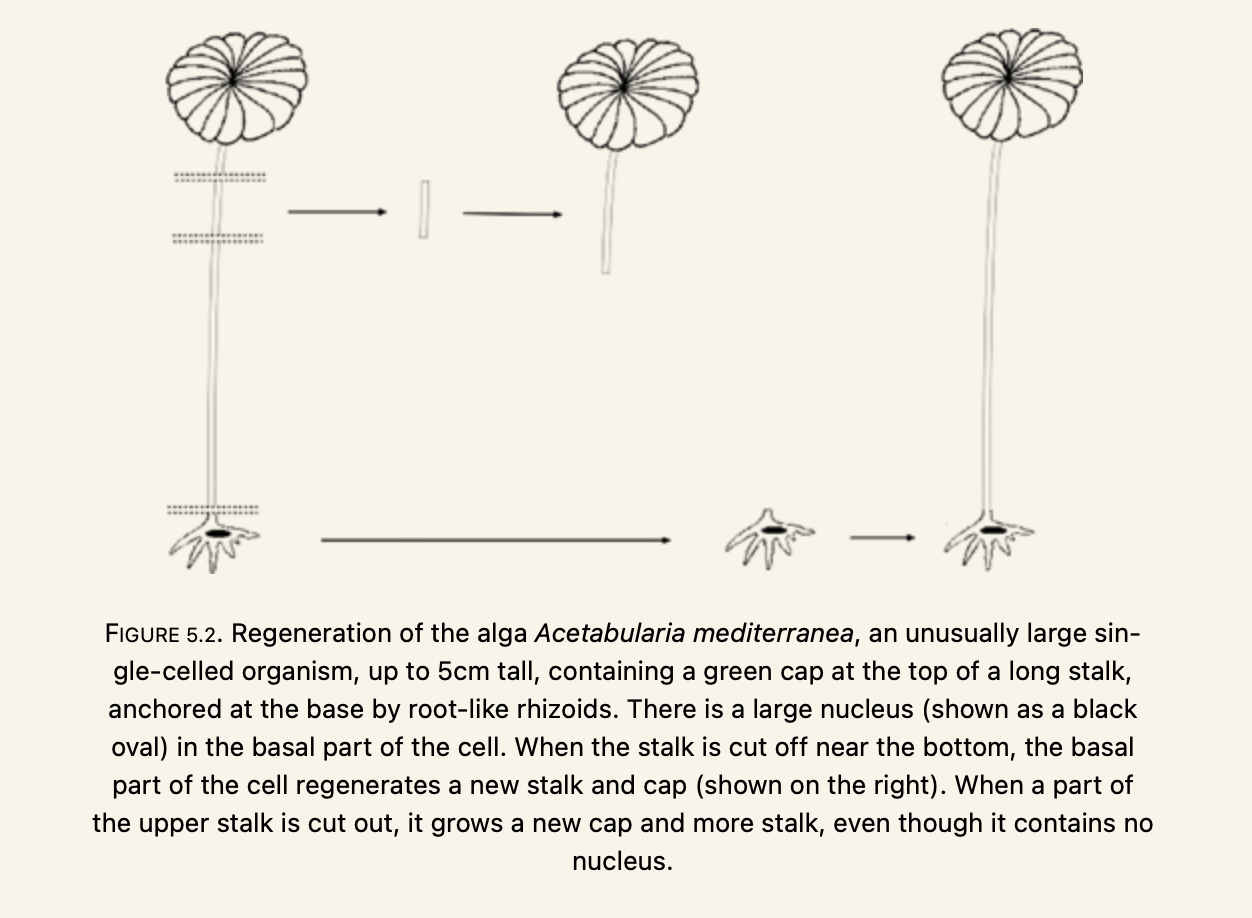 FIGURE 5.2. Regeneration of the alga Acetabularia mediterranea, an unusually large sin-
gle-celled organism, up to 5cm tall, containing a green cap at the top of a long stalk,
anchored at the base by root-like rhizoids. There is a large nucleus (shown as a black
oval) in the basal part of the cell. When the stalk is cut off near the bottom, the basal
part of the cell regenerates a new stalk and cap (shown on the right). When a part of
the upper stalk is cut out, it grows a new cap and more stalk, even though it contains no
nucleus.